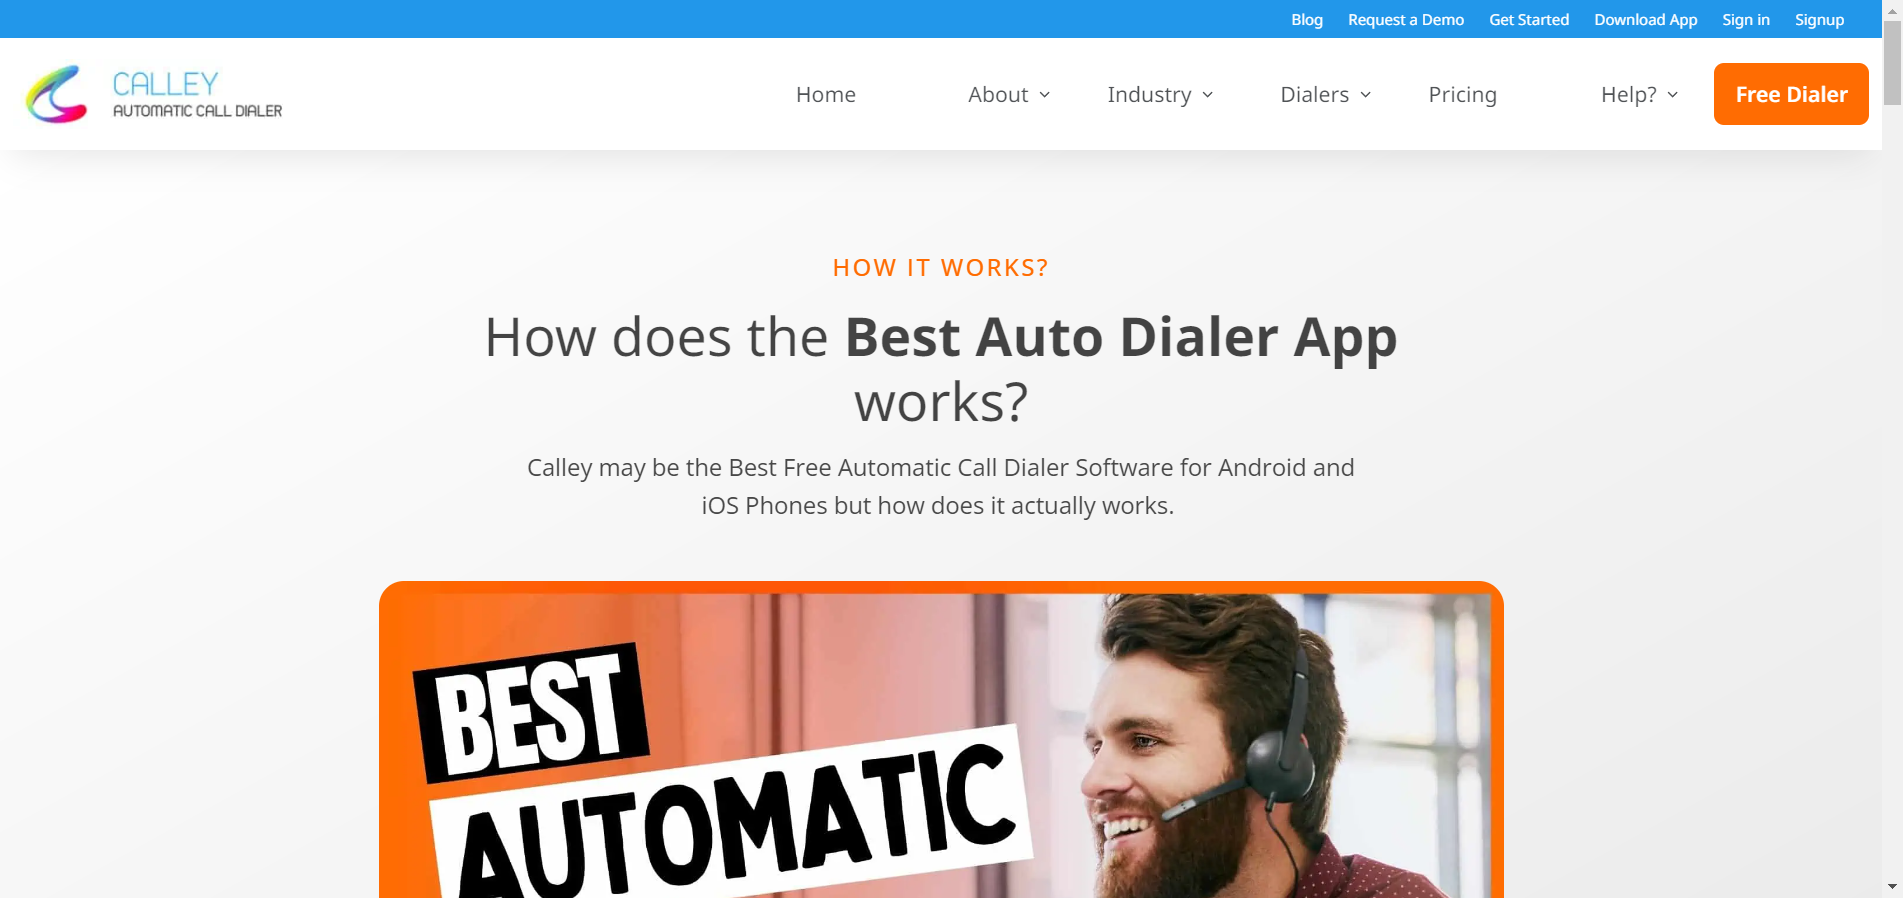 Blog Request a Demo Get Started Download App Sign in Signup
CALLEY
AUTOMATIC CALL DIALER
Home About Industry Dialers Pricing Help? Free Dialer
HOW IT WORKS?
How does the Best Auto Dialer App
works?
Calley may be the Best Free Automatic Call Dialer Software for Android and
iOS Phones but how does it actually works.
BEST
AUTOMATIC